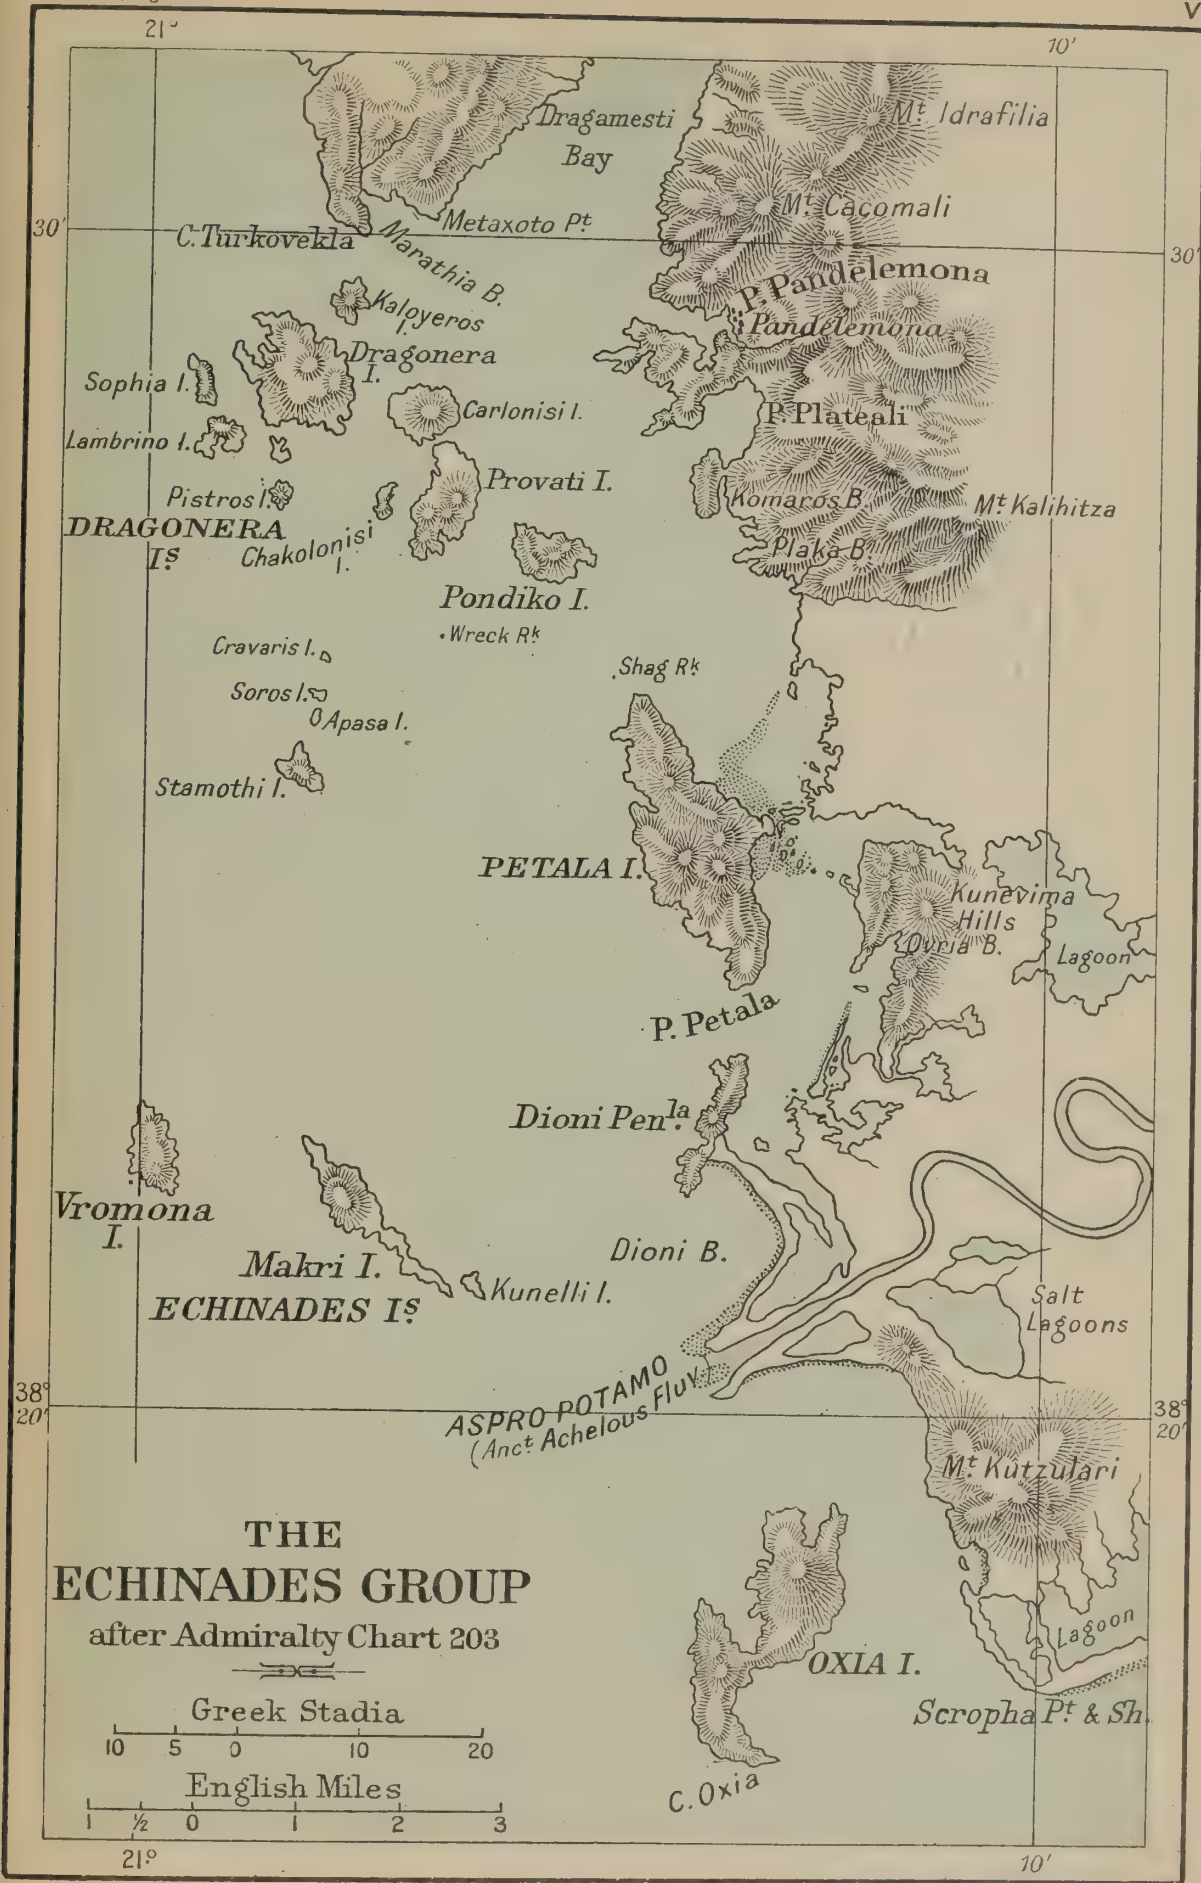 V
21°
10'
Dragamesti
Bay
Mt. Idrafilia
Mt. Cacomali
30'
C. Turkovekla
Metaxoto Pt.
Marathia B.
30'
P. Pandelemona
Pandelemona
Kaloyeros
I.
Dragonera
I.
Sophia I.
Carlonisi I.
P. Plateali
Lambrino I.
Provati I.
Pistros I.
Komaros B.
Mt. Kalihitza
DRAGONERA
Is.
Chakolonisi
I.
Plaka B.
Pondiko I.
Wreck Rk
Cravaris I.
Shag Rk
Soros I.
Apasa I.
Stamothi I.
PETALA I.
Kunevima
Hills
Ovria B.
Lagoon
P. Petala
Dioni Penla.
Vromona
I.
Dioni B.
Makri I.
Kunelli I.
ECHINADES Is.
Salt
Lagoons
ASPRO POTAMO
(Anct. Achelous Fluv)
38°
20'
38°
20'
Mt. Kutzulari
THE
ECHINADES GROUP
after Admiralty Chart 203
Lagoon
OXIA I.
Scropha Pt. & Sh.
Greek Stadia
10 5 0 10 20
English Miles
1 ½ 0 1 2 3
C. Oxia
21°
10'